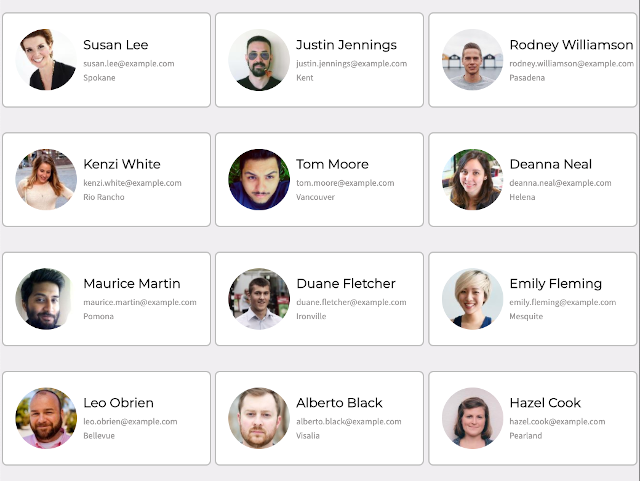 Susan Lee
susan.lee@example.com
Spokane
Justin Jennings
justin.jennings@example.com
Kent
Rodney Williamson
rodney.williamson@example.com
Pasadena
Kenzi White
kenzi.white@example.com
Rio Rancho
Tom Moore
tom.moore@example.com
Vancouver
Deanna Neal
deanna.neal@example.com
Helena
Maurice Martin
maurice.martin@example.com
Pomona
Duane Fletcher
duane.fletcher@example.com
Ironville
Emily Fleming
emily.fleming@example.com
Mesquite
Leo Obrien
leo.obrien@example.com
Bellevue
Alberto Black
alberto.black@example.com
Visalia
Hazel Cook
hazel.cook@example.com
Pearland